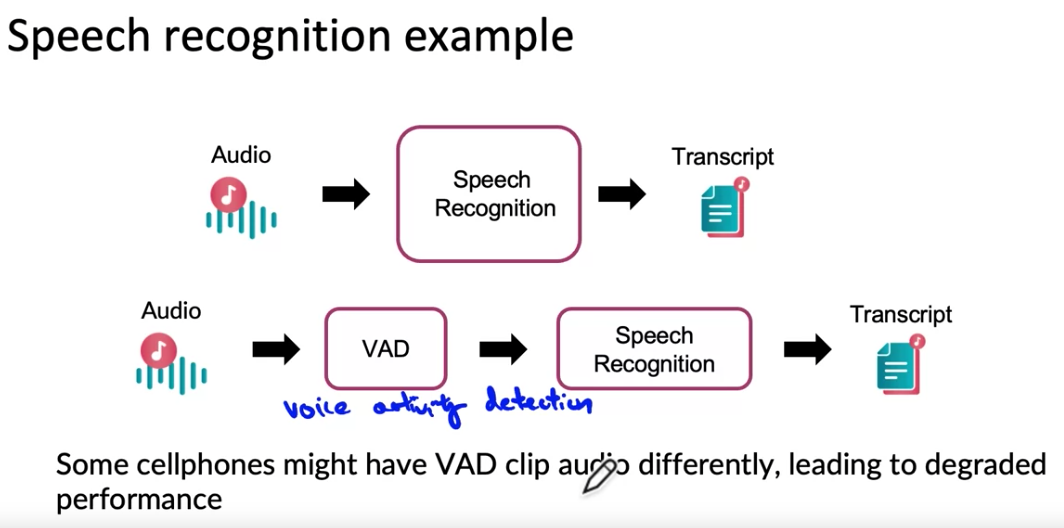 Speech recognition example
Audio
Speech
Recognition
Transcript
Audio
VAD
Speech
Recognition
Transcript
voice activity detection
Some cellphones might have VAD clip audio differently, leading to degraded
performance